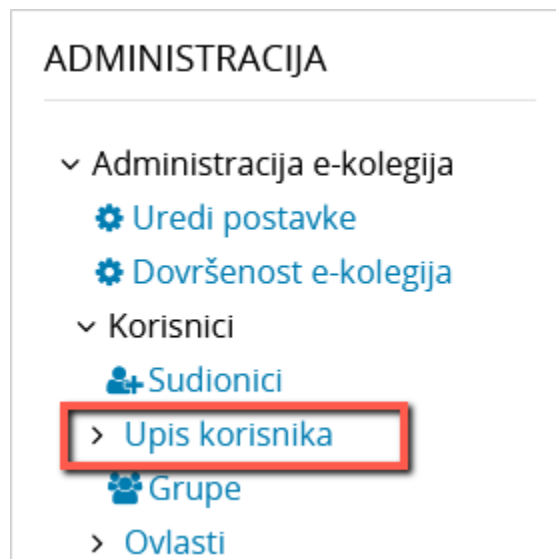 ADMINISTRACIJA
Administracija e-kolegija
Uredi postavke
Dovršenost e-kolegija
Korisnici
Sudionici
Upis korisnika
Grupe
Ovlasti